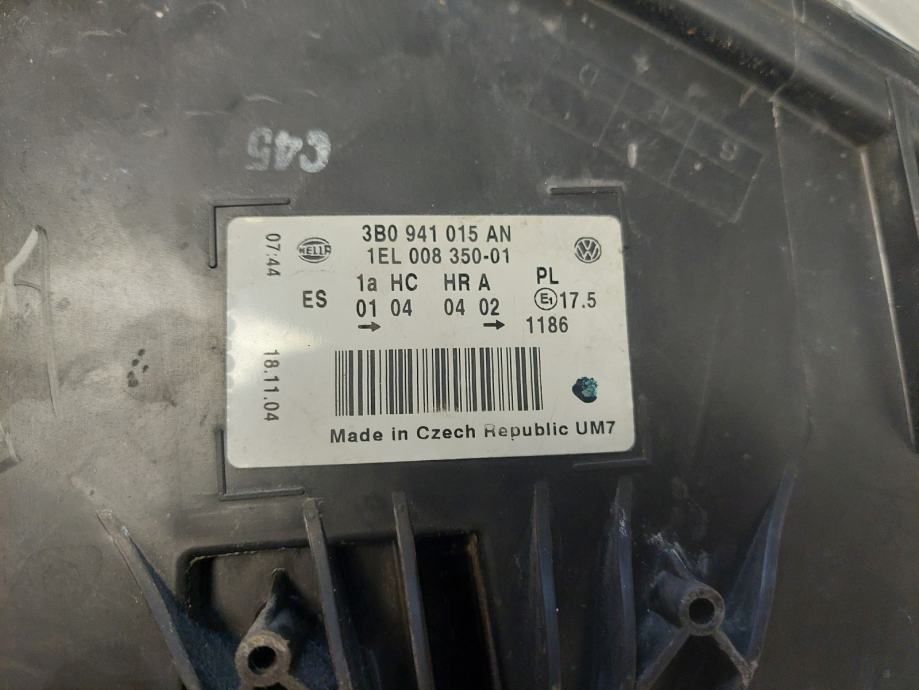 C45
07:44
HELLA
3B0 941 015 AN
1EL 008 350-01
VW
ES
1a HC HR A PL
01 04 04 02 E1 17.5
→ → 1186
18.11.04
Made in Czech Republic UM7